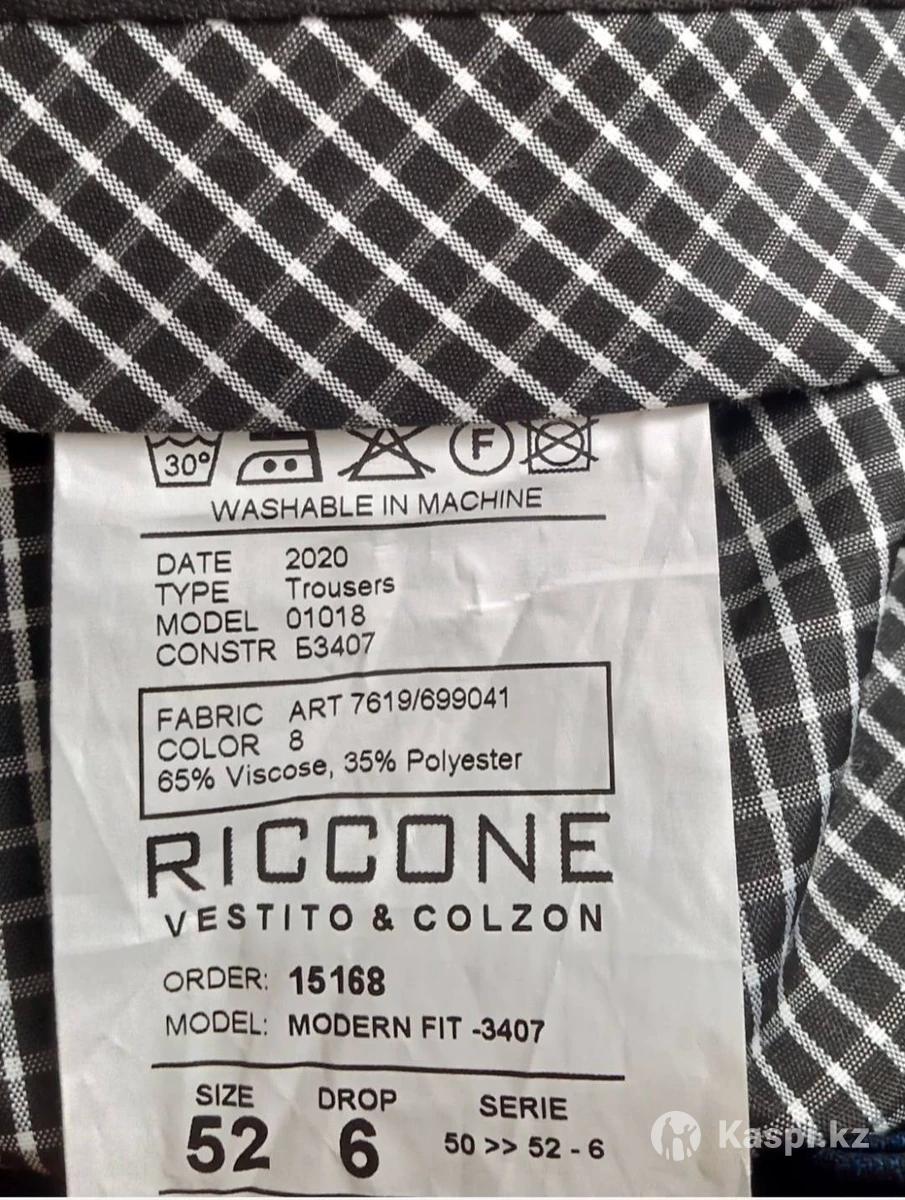 30°
F
WASHABLE IN MACHINE
DATE 2020
TYPE Trousers
MODEL 01018
CONSTR Б3407
FABRIC ART 7619/699041
COLOR 8
65% Viscose, 35% Polyester
RICCONE
VESTITO & COLZON
ORDER: 15168
MODEL: MODERN FIT -3407
SIZE DROP SERIE
52 6 50 >> 52 - 6
Kaspi.kz